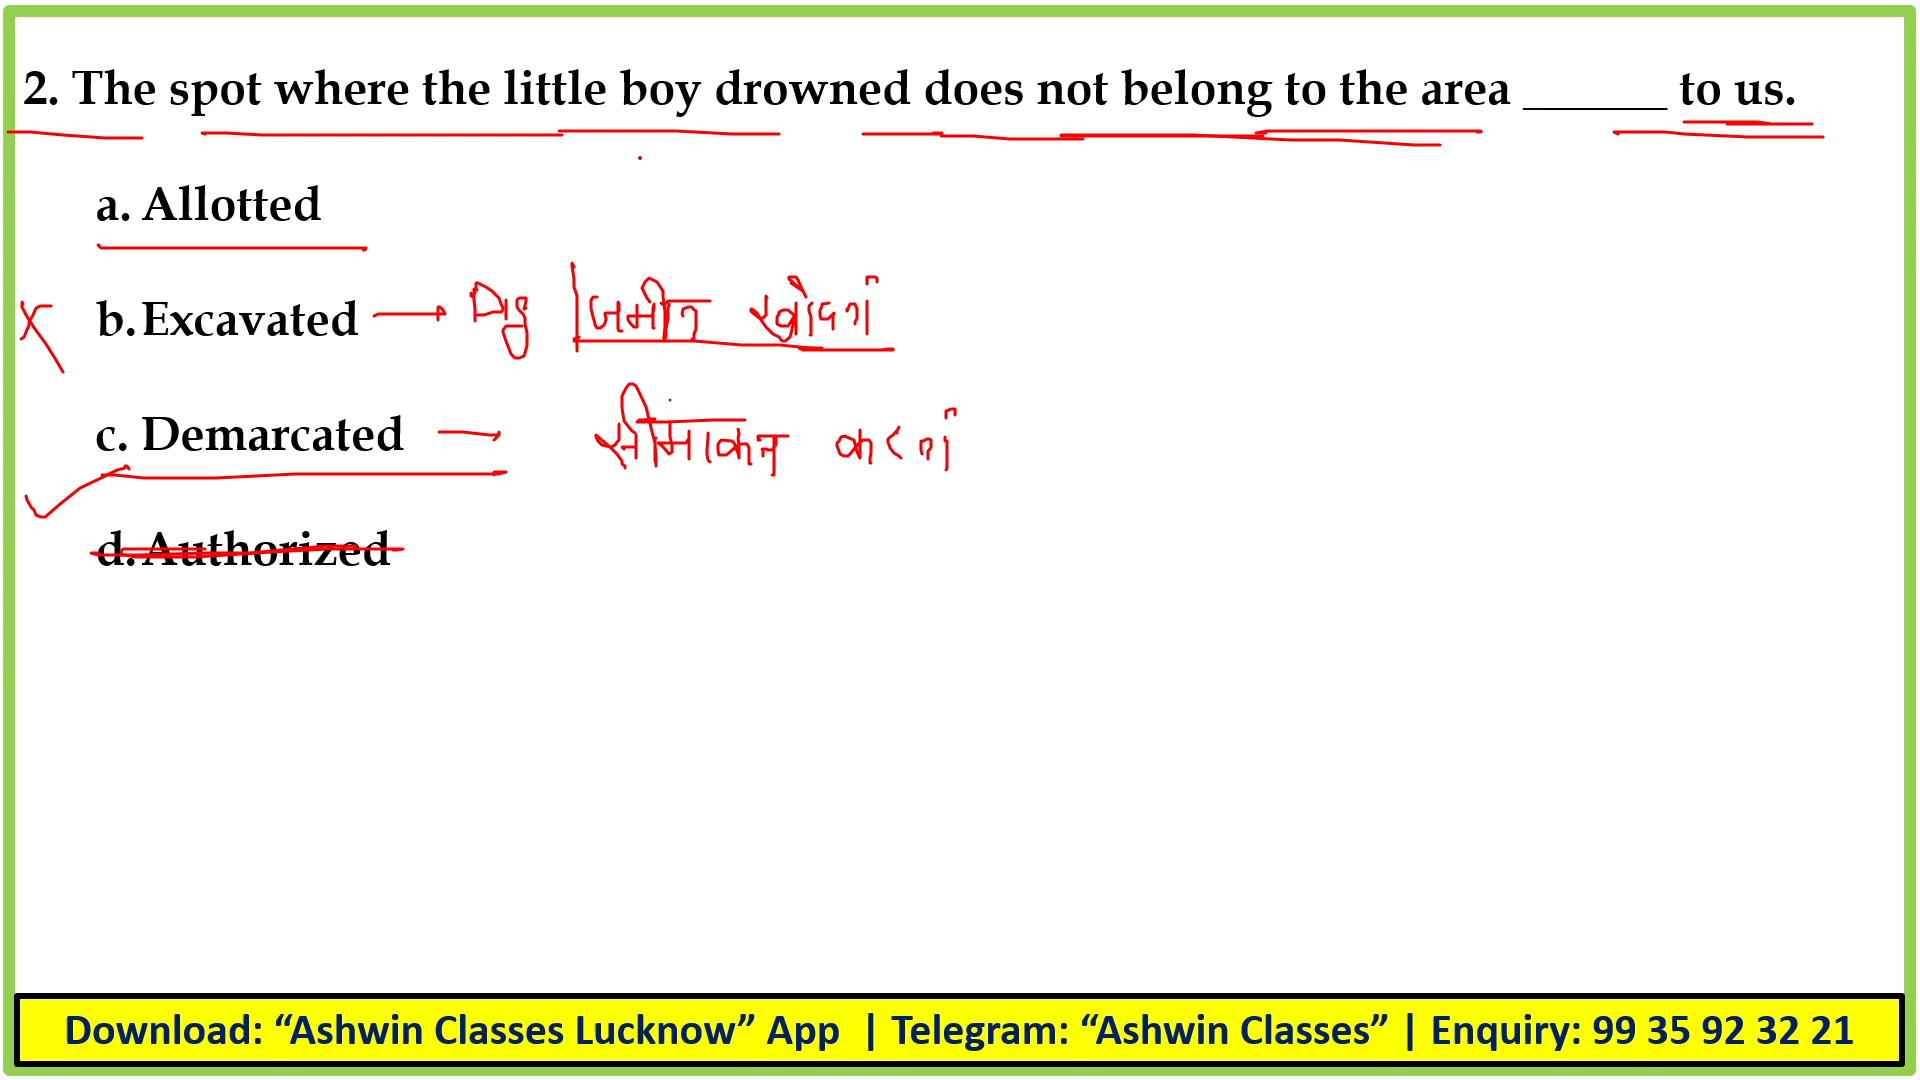 2. The spot where the little boy drowned does not belong to the area ______ to us.
a. Allotted
b. Excavated → Dig जमीन खोदना
c. Demarcated – सीमांकन करना
d. Authorized
Download: “Ashwin Classes Lucknow” App | Telegram: “Ashwin Classes” | Enquiry: 99 35 92 32 21